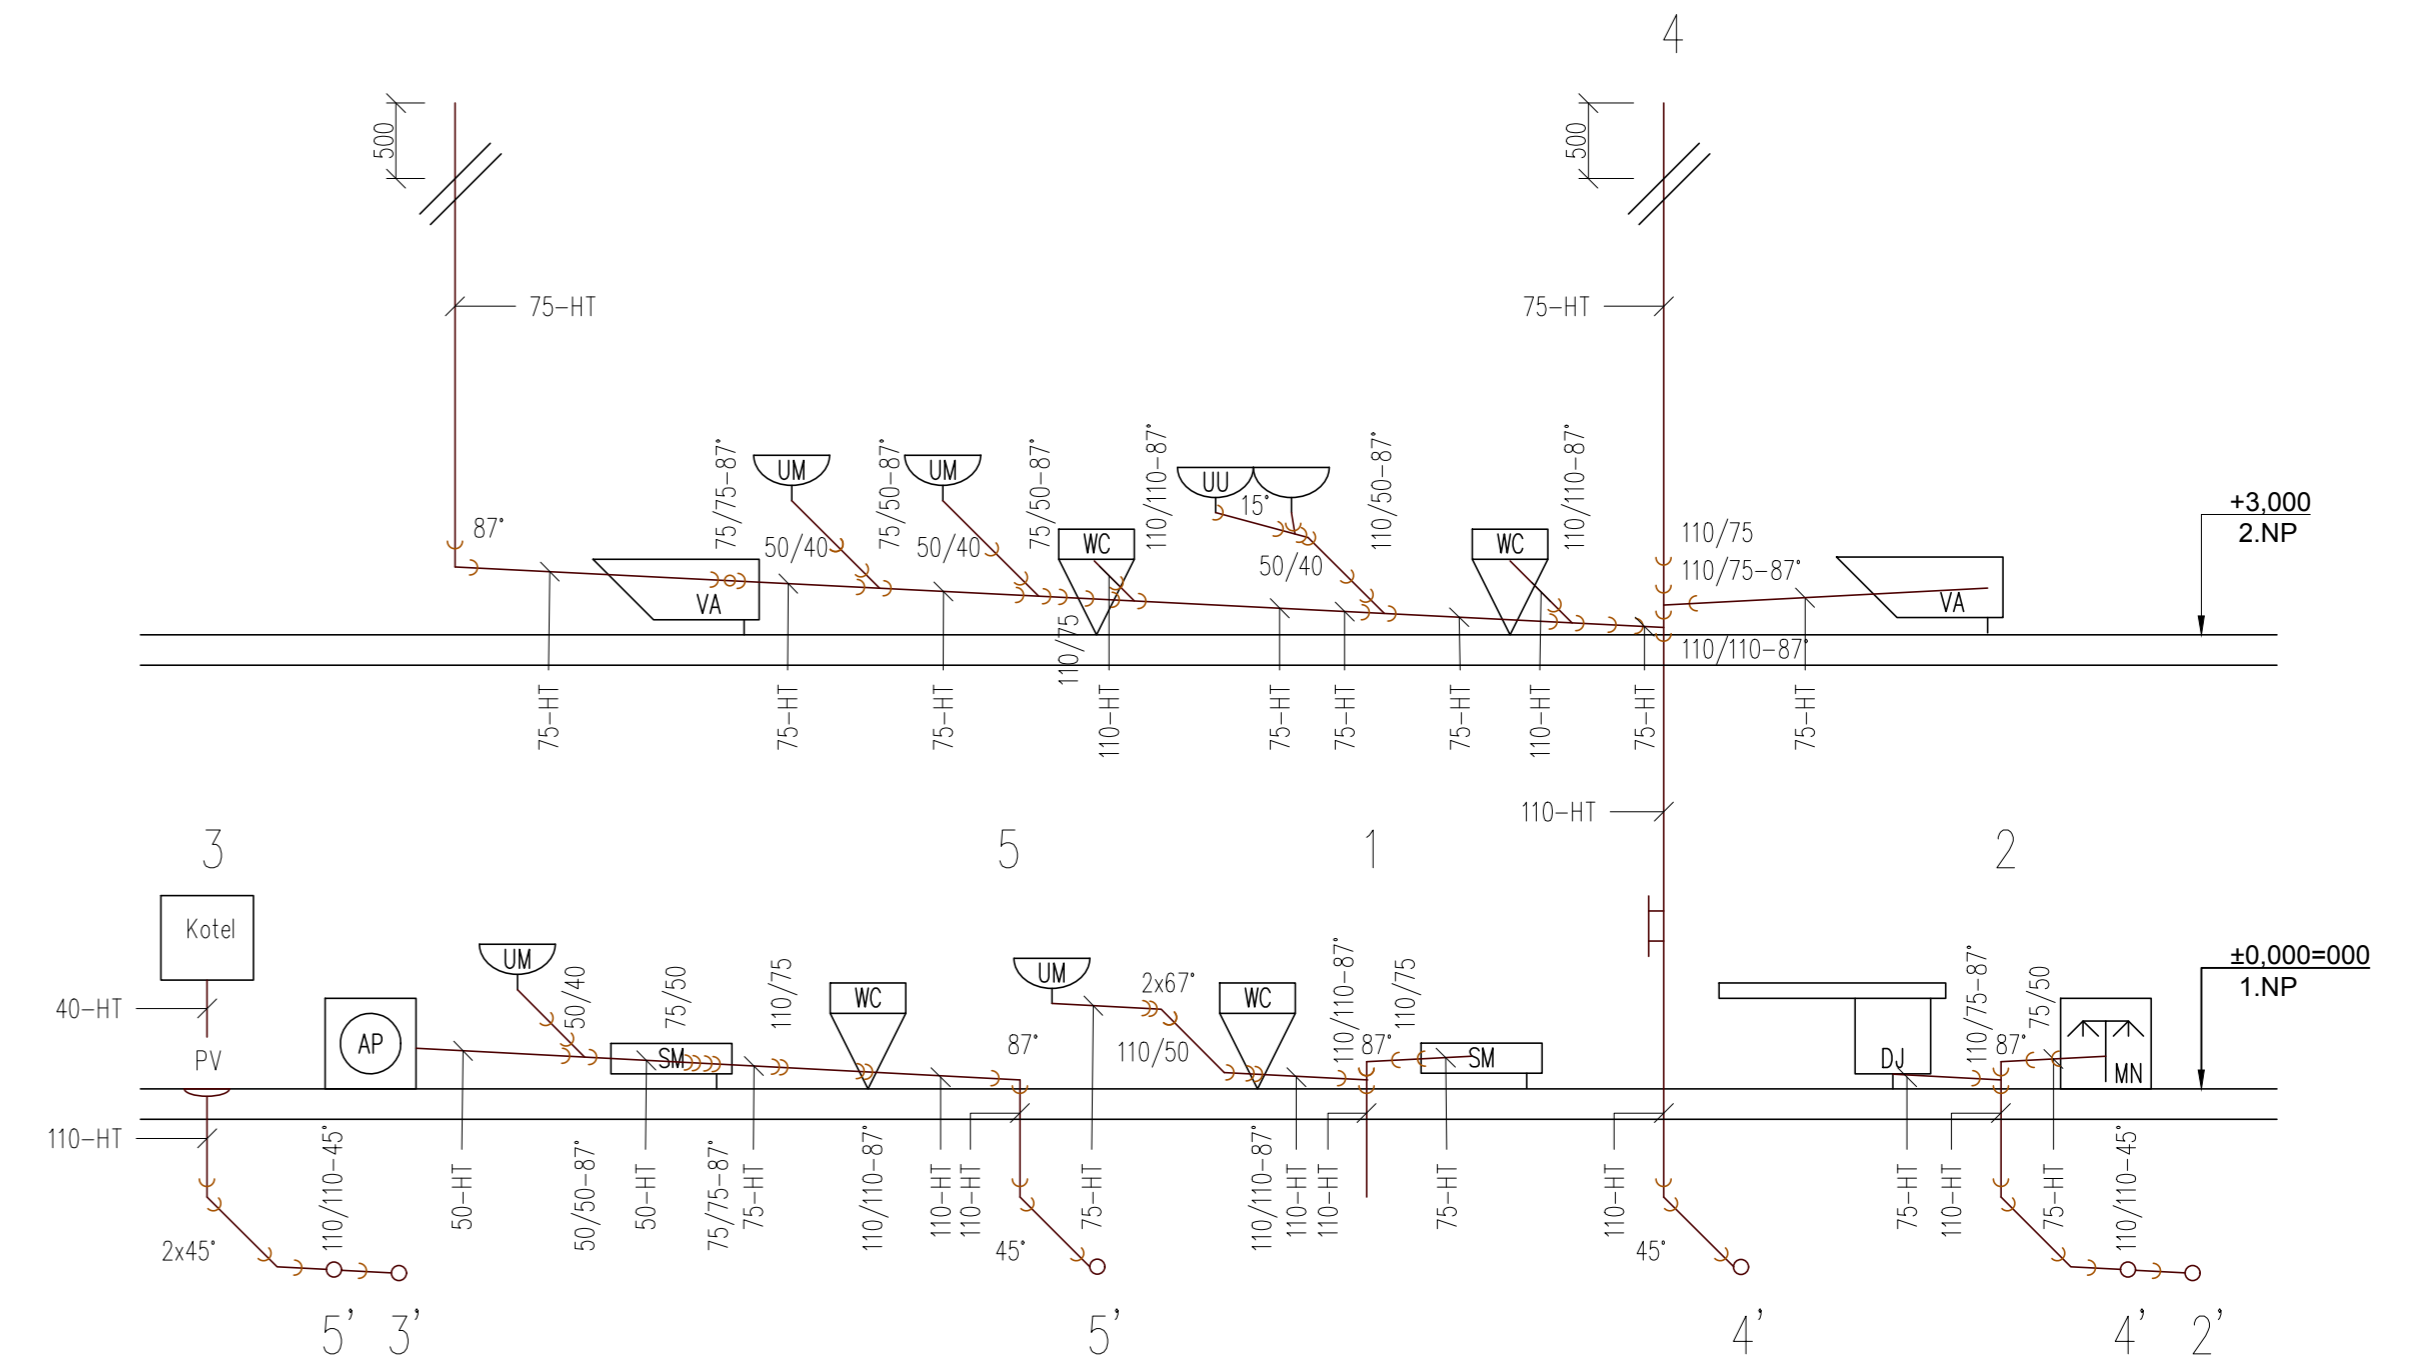 4
500
500
75-HT
75-HT
87°
75/75-87°
UM
50/40
75/50-87°
UM
50/40
75/50-87°
WC
110/75
110/110-87°
UU
15°
50/40
110/50-87°
WC
110/110-87°
110/75
110/75-87°
110/110-87°
VA
VA
+3,000
2.NP
75-HT
75-HT
75-HT
110-HT
75-HT
75-HT
75-HT
110-HT
75-HT
75-HT
110-HT
3
5
1
2
Kotel
40-HT
PV
110-HT
AP
UM
50/40
SM
75/50
110/75
WC
87°
UM
2x67°
110/50
WC
110/110-87°
87°
110/75
SM
DJ
110/75-87°
87°
75/50
MN
±0,000=000
1.NP
2x45°
110/110-45°
50-HT
50/50-87°
50-HT
75/75-87°
75-HT
110/110-87°
110-HT
110-HT
45°
75-HT
110/110-87°
110-HT
110-HT
75-HT
110-HT
45°
75-HT
110-HT
75-HT
110/110-45°
5'
3'
5'
4'
4'
2'